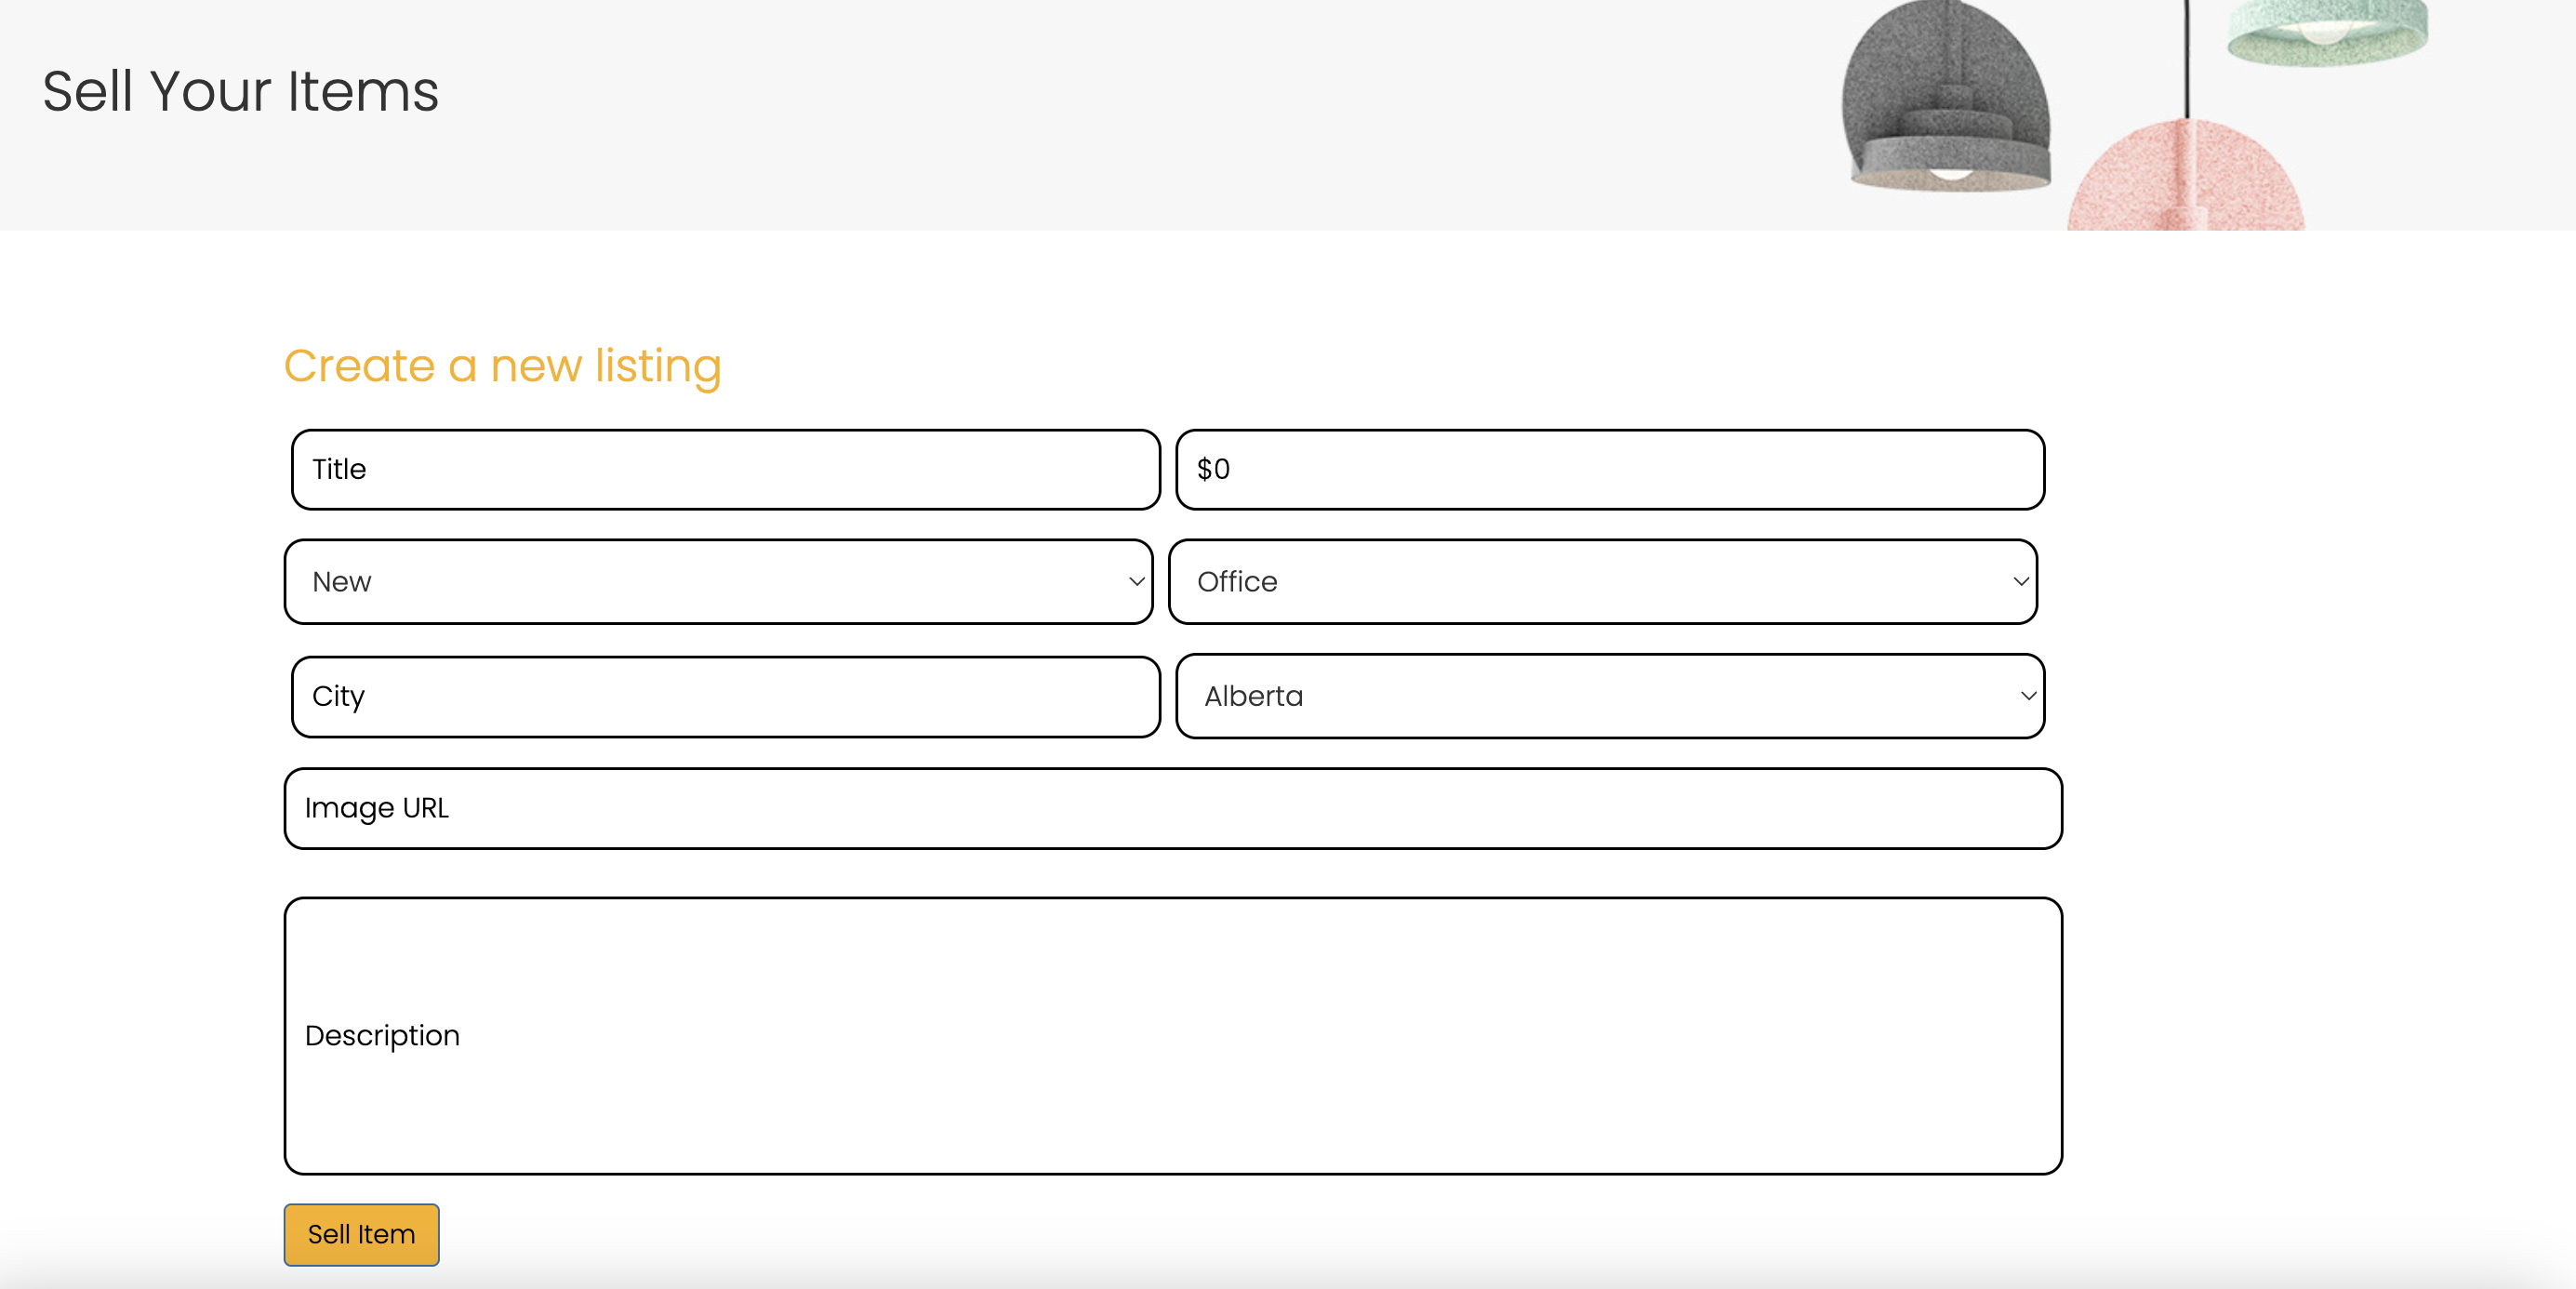 Sell Your Items
Create a new listing
Title
$0
New
Office
City
Alberta
Image URL
Description
Sell Item